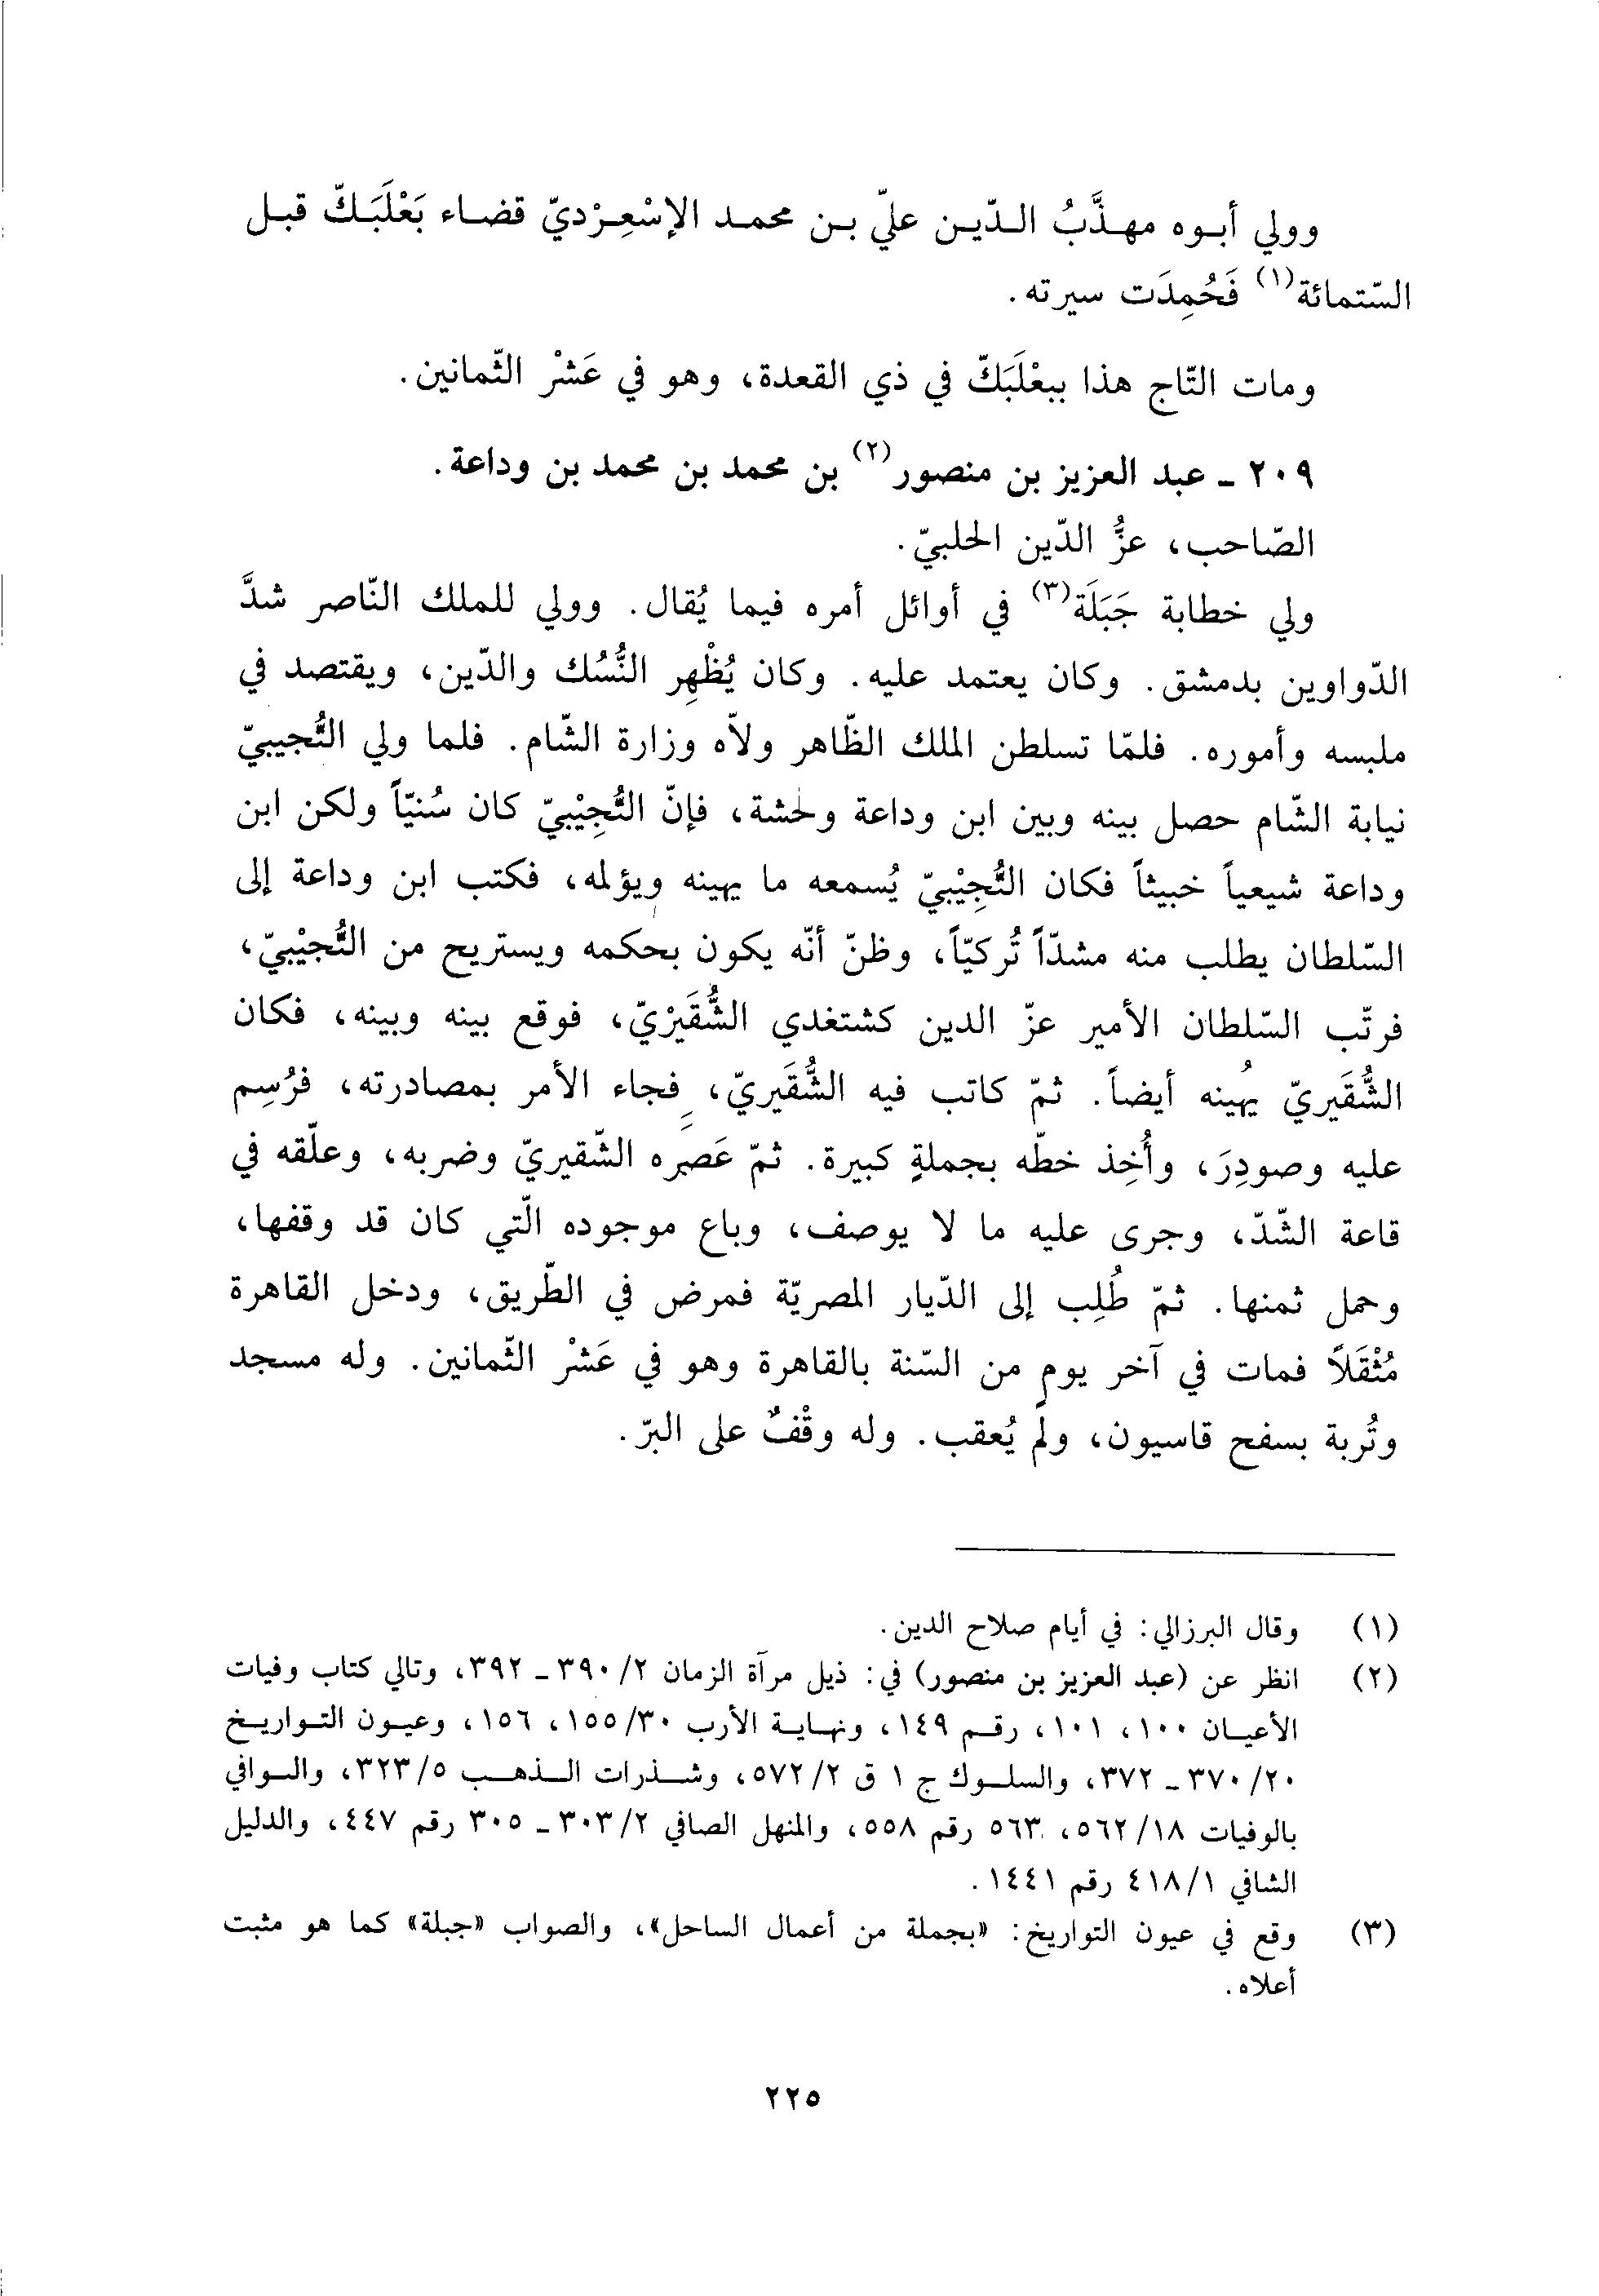 وولي أبوه مهذَّبُ الدّين عليّ بن محمد الإسْعِرْديّ قضاء بَعْلَبَكّ قبل
السّتمائة(١) فَحُمِدَت سيرته.
ومات التّاج هذا ببعْلَبَكّ في ذي القعدة، وهو في عَشْر الثّمانين.
٢٠٩ ـ عبد العزيز بن منصور(٢) بن محمد بن محمد بن وداعة.
الصّاحب، عزُّ الدّين الحلبيّ.
ولي خطابة جَبَلَة(٣) في أوائل أمره فيما يُقال. وولي للملك النّاصر شدَّ
الدّواوين بدمشق. وكان يعتمد عليه. وكان يُظْهِر النُّسُك والدّين، ويقتصد في
ملبسه وأموره. فلمّا تسلطن الملك الظّاهر ولاّه وزارة الشّام. فلما ولي التُّجيبيّ
نيابة الشّام حصل بينه وبين ابن وداعة وحْشة، فإنّ التُّجِيْبيّ كان سُنيّاً ولكن ابن
وداعة شيعياً خبيثاً فكان التُّجِيْبيّ يُسمعه ما يهينه ويؤلمه، فكتب ابن وداعة إلى
السّلطان يطلب منه مشدّاً تُركيّاً، وظنّ أنّه يكون بحكمه ويستريح من التُّجيْبيّ،
فرتّب السّلطان الأمير عزّ الدين كشتغدي الشُّقَيْريّ، فوقع بينه وبينه، فكان
الشُّقَيريّ يُهينه أيضاً. ثمّ كاتب فيه الشُّقَيريّ، فجاء الأمر بمصادرته، فرُسِم
عليه وصودِرَ، وأُخِذ خطّه بجملةٍ كبيرة. ثمّ عَصَره الشّقيريّ وضربه، وعلّقه في
قاعة الشّدّ، وجرى عليه ما لا يوصف، وباع موجوده الّتي كان قد وقفها،
وحمل ثمنها. ثمّ طُلِب إلى الدّيار المصريّة فمرض في الطّريق، ودخل القاهرة
مُثْقَلاً فمات في آخر يومٍ من السّنة بالقاهرة وهو في عَشْر الثّمانين. وله مسجد
وتُربة بسفح قاسيون، ولم يُعقب. وله وقْفٌ على البرّ.
(١) وقال البرزالي: في أيام صلاح الدين.
(٢) انظر عن (عبد العزيز بن منصور) في: ذيل مرآة الزمان ٢/ ٣٩٠ ـ ٣٩٢، وتالي كتاب وفيات
الأعيان ١٠٠، ١٠١، رقم ١٤٩، ونهاية الأرب ٣٠/ ١٥٥، ١٥٦، وعيون التواريخ
٢٠/ ٣٧٠ ـ ٣٧٢، والسلوك ج ١ ق ٢/ ٥٧٢، وشذرات الذهب ٥/ ٣٢٣، والوافي
بالوفيات ١٨/ ٥٦٢، ٥٦٣ رقم ٥٥٨، والمنهل الصافي ٢/ ٣٠٣ ـ ٣٠٥ رقم ٤٤٧، والدليل
الشافي ١/ ٤١٨ رقم ١٤٤١.
(٣) وقع في عيون التواريخ: «بجملة من أعمال الساحل»، والصواب «جبلة» كما هو مثبت
أعلاه.
٢٢٥